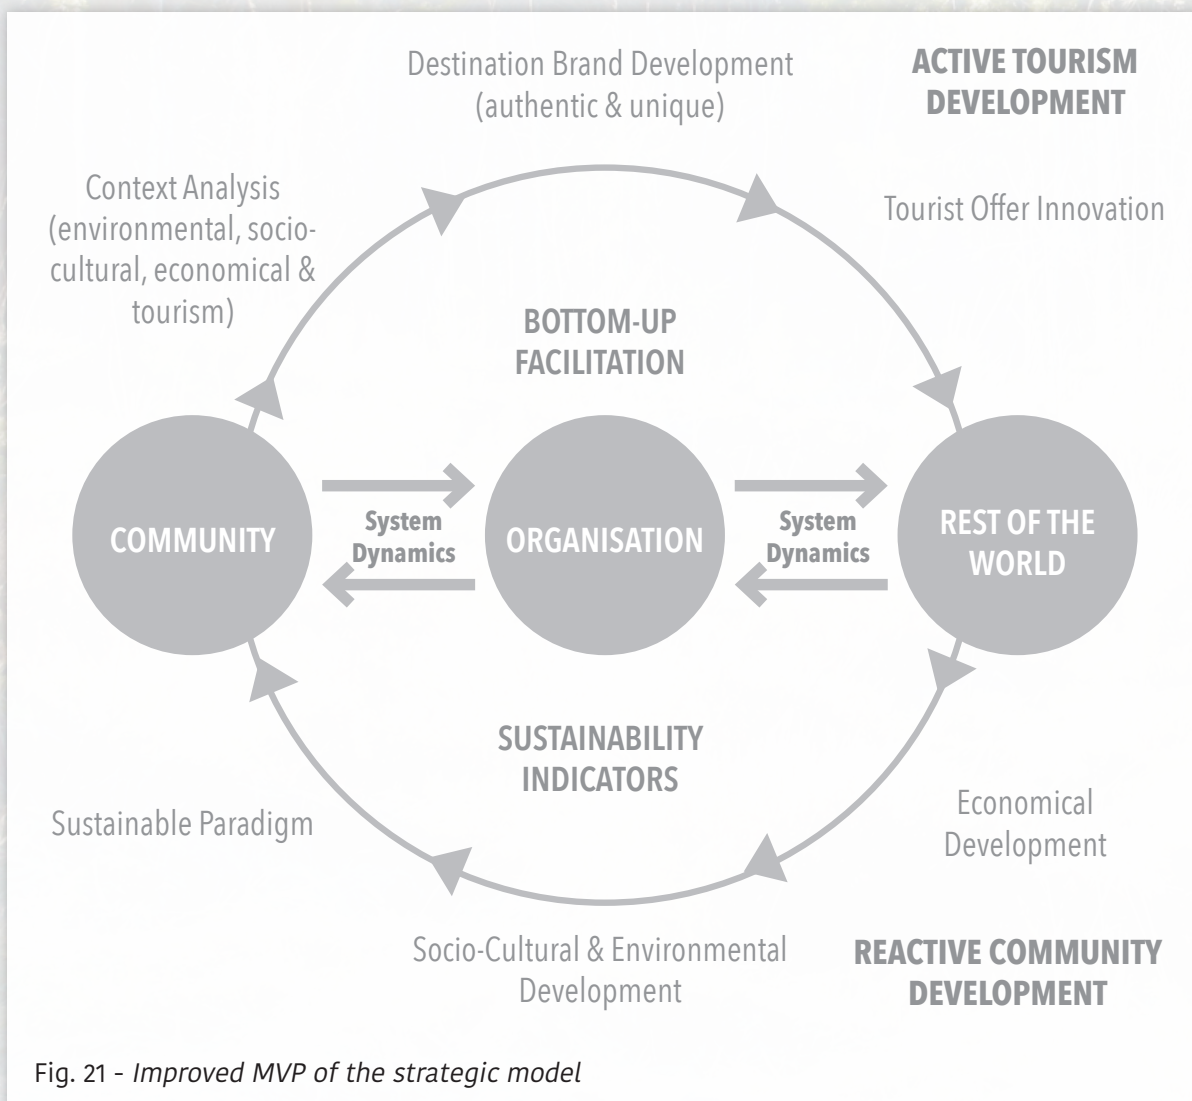 Destination Brand Development
(authentic & unique)
ACTIVE TOURISM
DEVELOPMENT
Context Analysis
(environmental, socio-
cultural, economical &
tourism)
Tourist Offer Innovation
BOTTOM-UP
FACILITATION
COMMUNITY
System
Dynamics
ORGANISATION
System
Dynamics
REST OF THE
WORLD
SUSTAINABILITY
INDICATORS
Sustainable Paradigm
Economical
Development
Socio-Cultural & Environmental
Development
REACTIVE COMMUNITY
DEVELOPMENT
Fig. 21 - Improved MVP of the strategic model